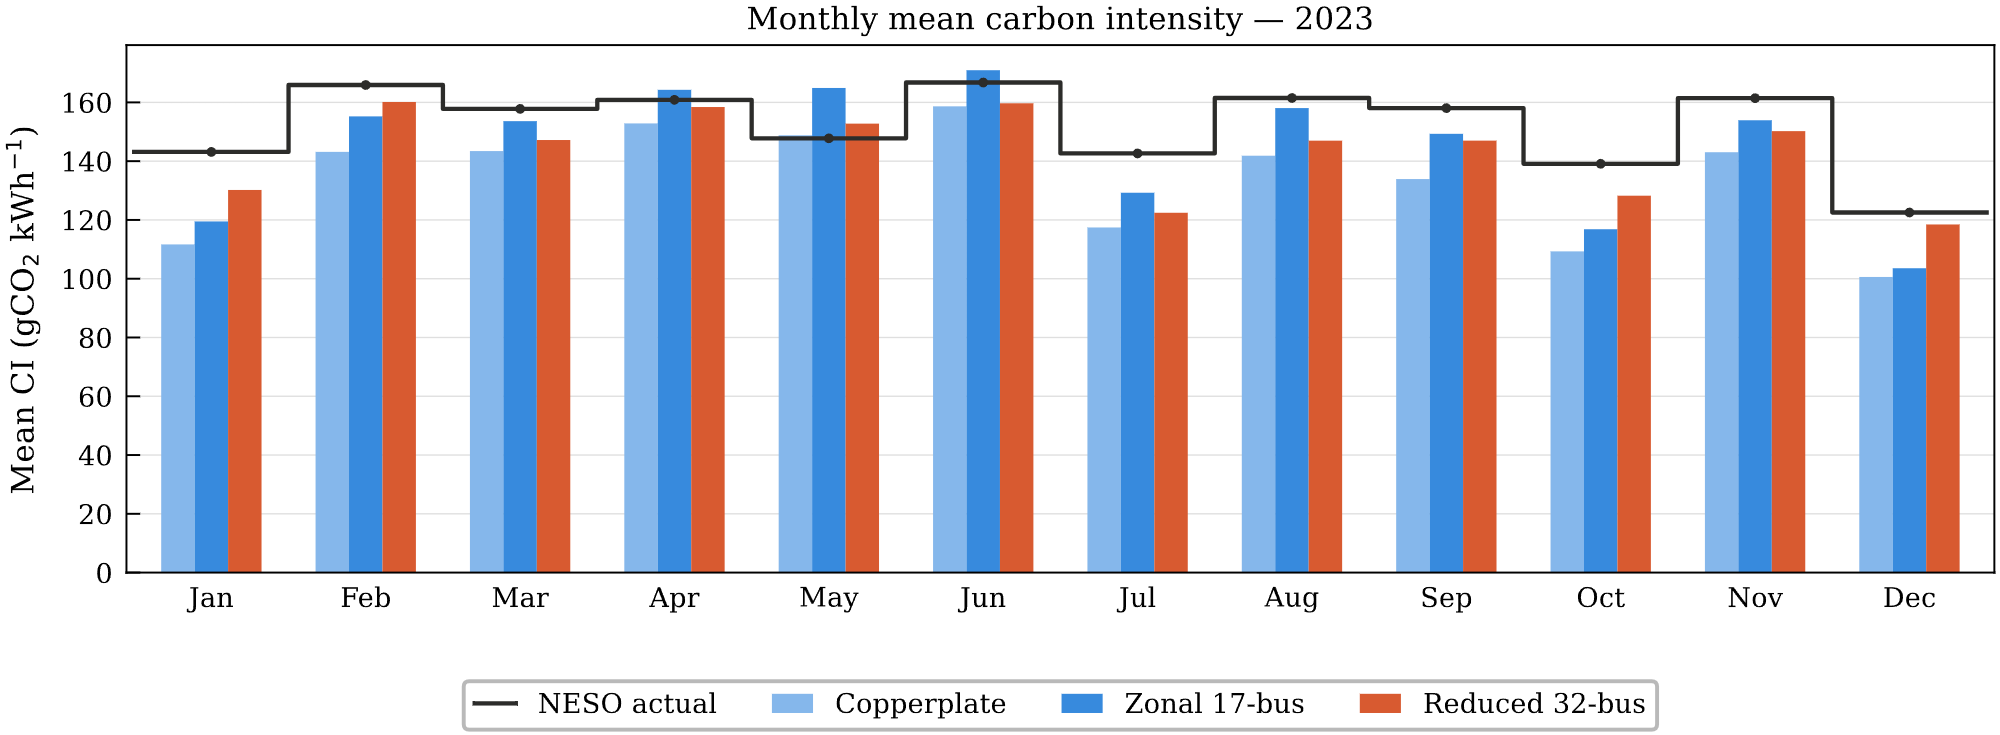 Monthly mean carbon intensity — 2023
Mean CI (gCO₂ kWh⁻¹)
160
140
120
100
80
60
40
20
0
Jan Feb Mar Apr May Jun Jul Aug Sep Oct Nov Dec
NESO actual Copperplate Zonal 17-bus Reduced 32-bus